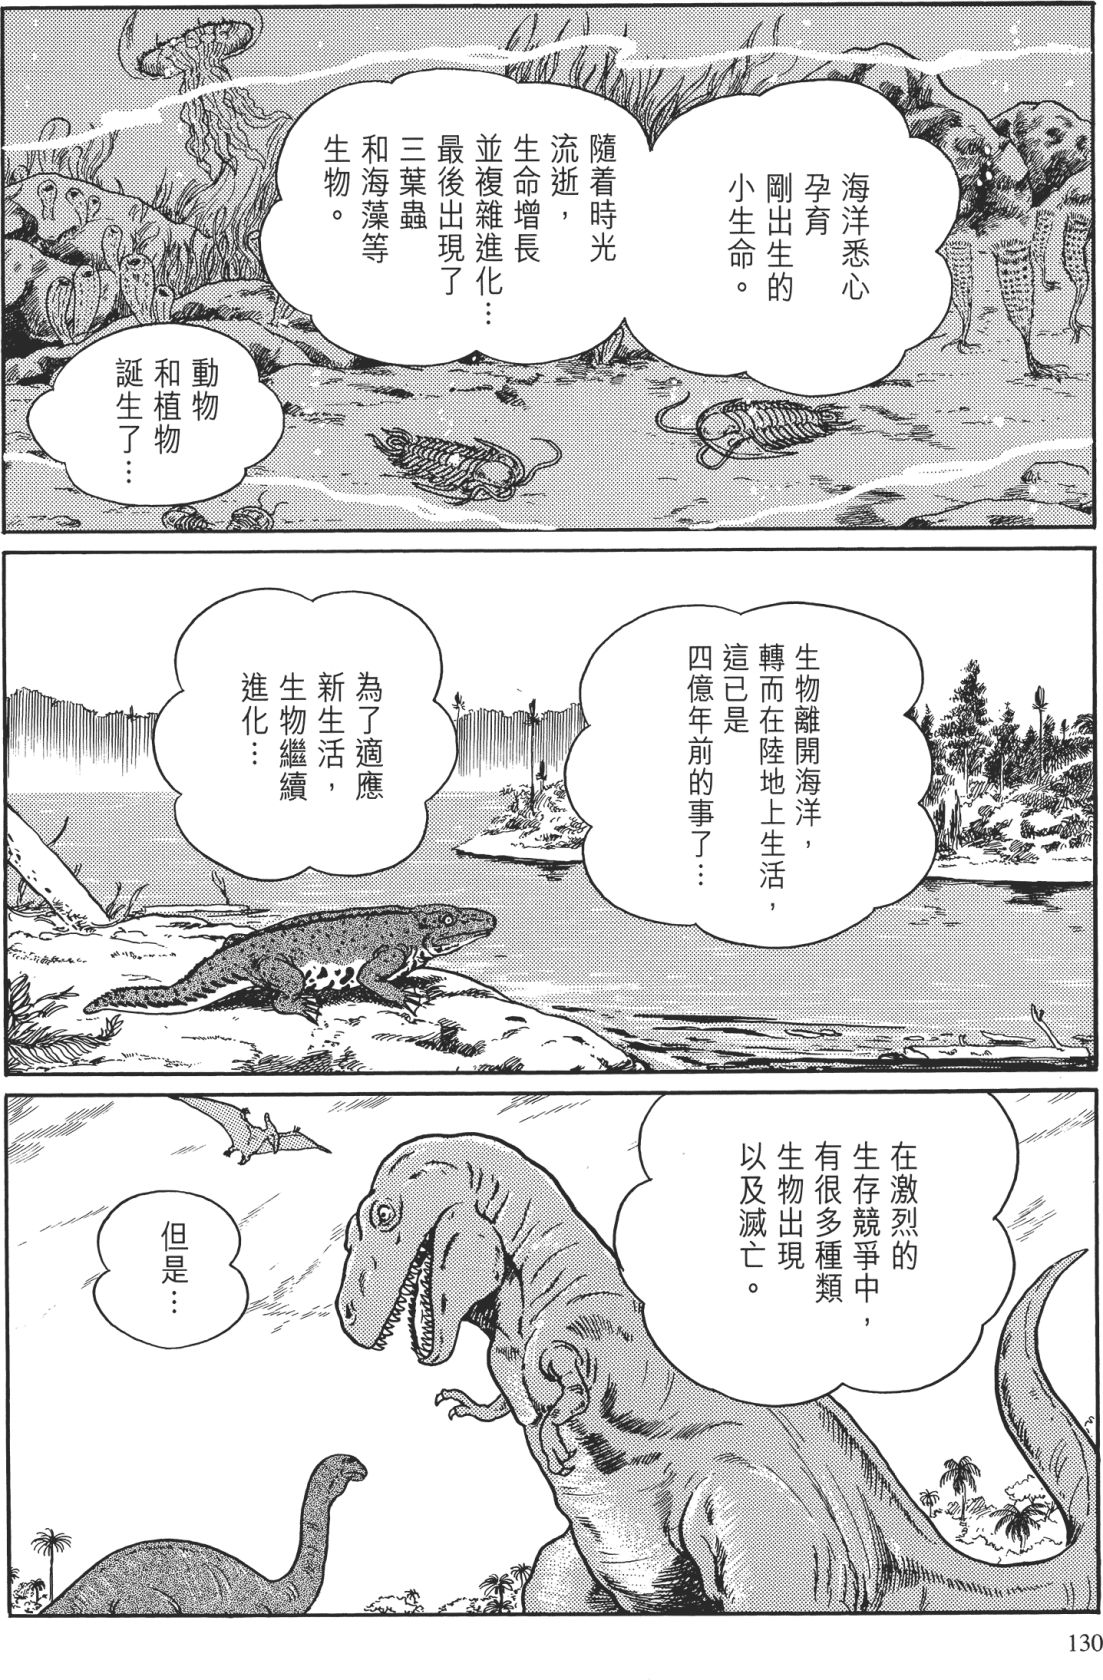 海洋悉心
孕育
剛出生的
小生命。
隨着時光
流逝，
生命增長
並複雜進化…
最後出現了
三葉蟲
和海藻等
生物。
動物
和植物
誕生了…
生物離開海洋，
轉而在陸地上生活，
這已是
四億年前的事了…
為了適應
新生活，
生物繼續
進化…
在激烈的
生存競爭中，
有很多種類
生物出現
以及滅亡。
但是…
130